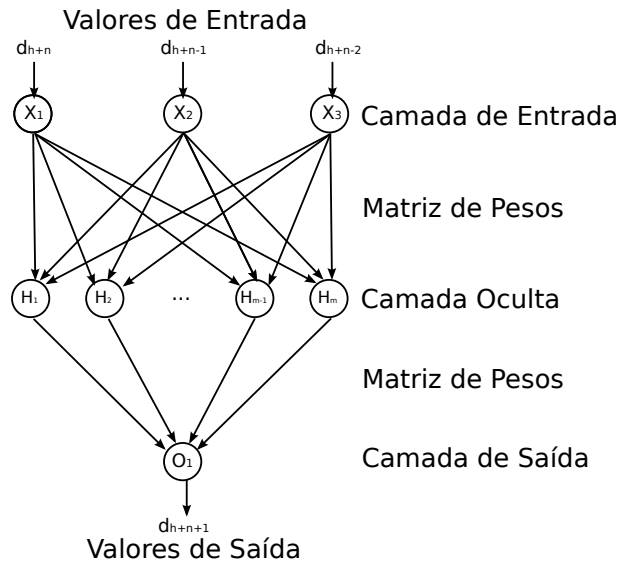 Valores de Entrada
dh+n dh+n-1 dh+n-2
X1 X2 X3 Camada de Entrada
Matriz de Pesos
H1 H2 ... Hm-1 Hm Camada Oculta
Matriz de Pesos
O1 Camada de Saída
dh+n+1
Valores de Saída